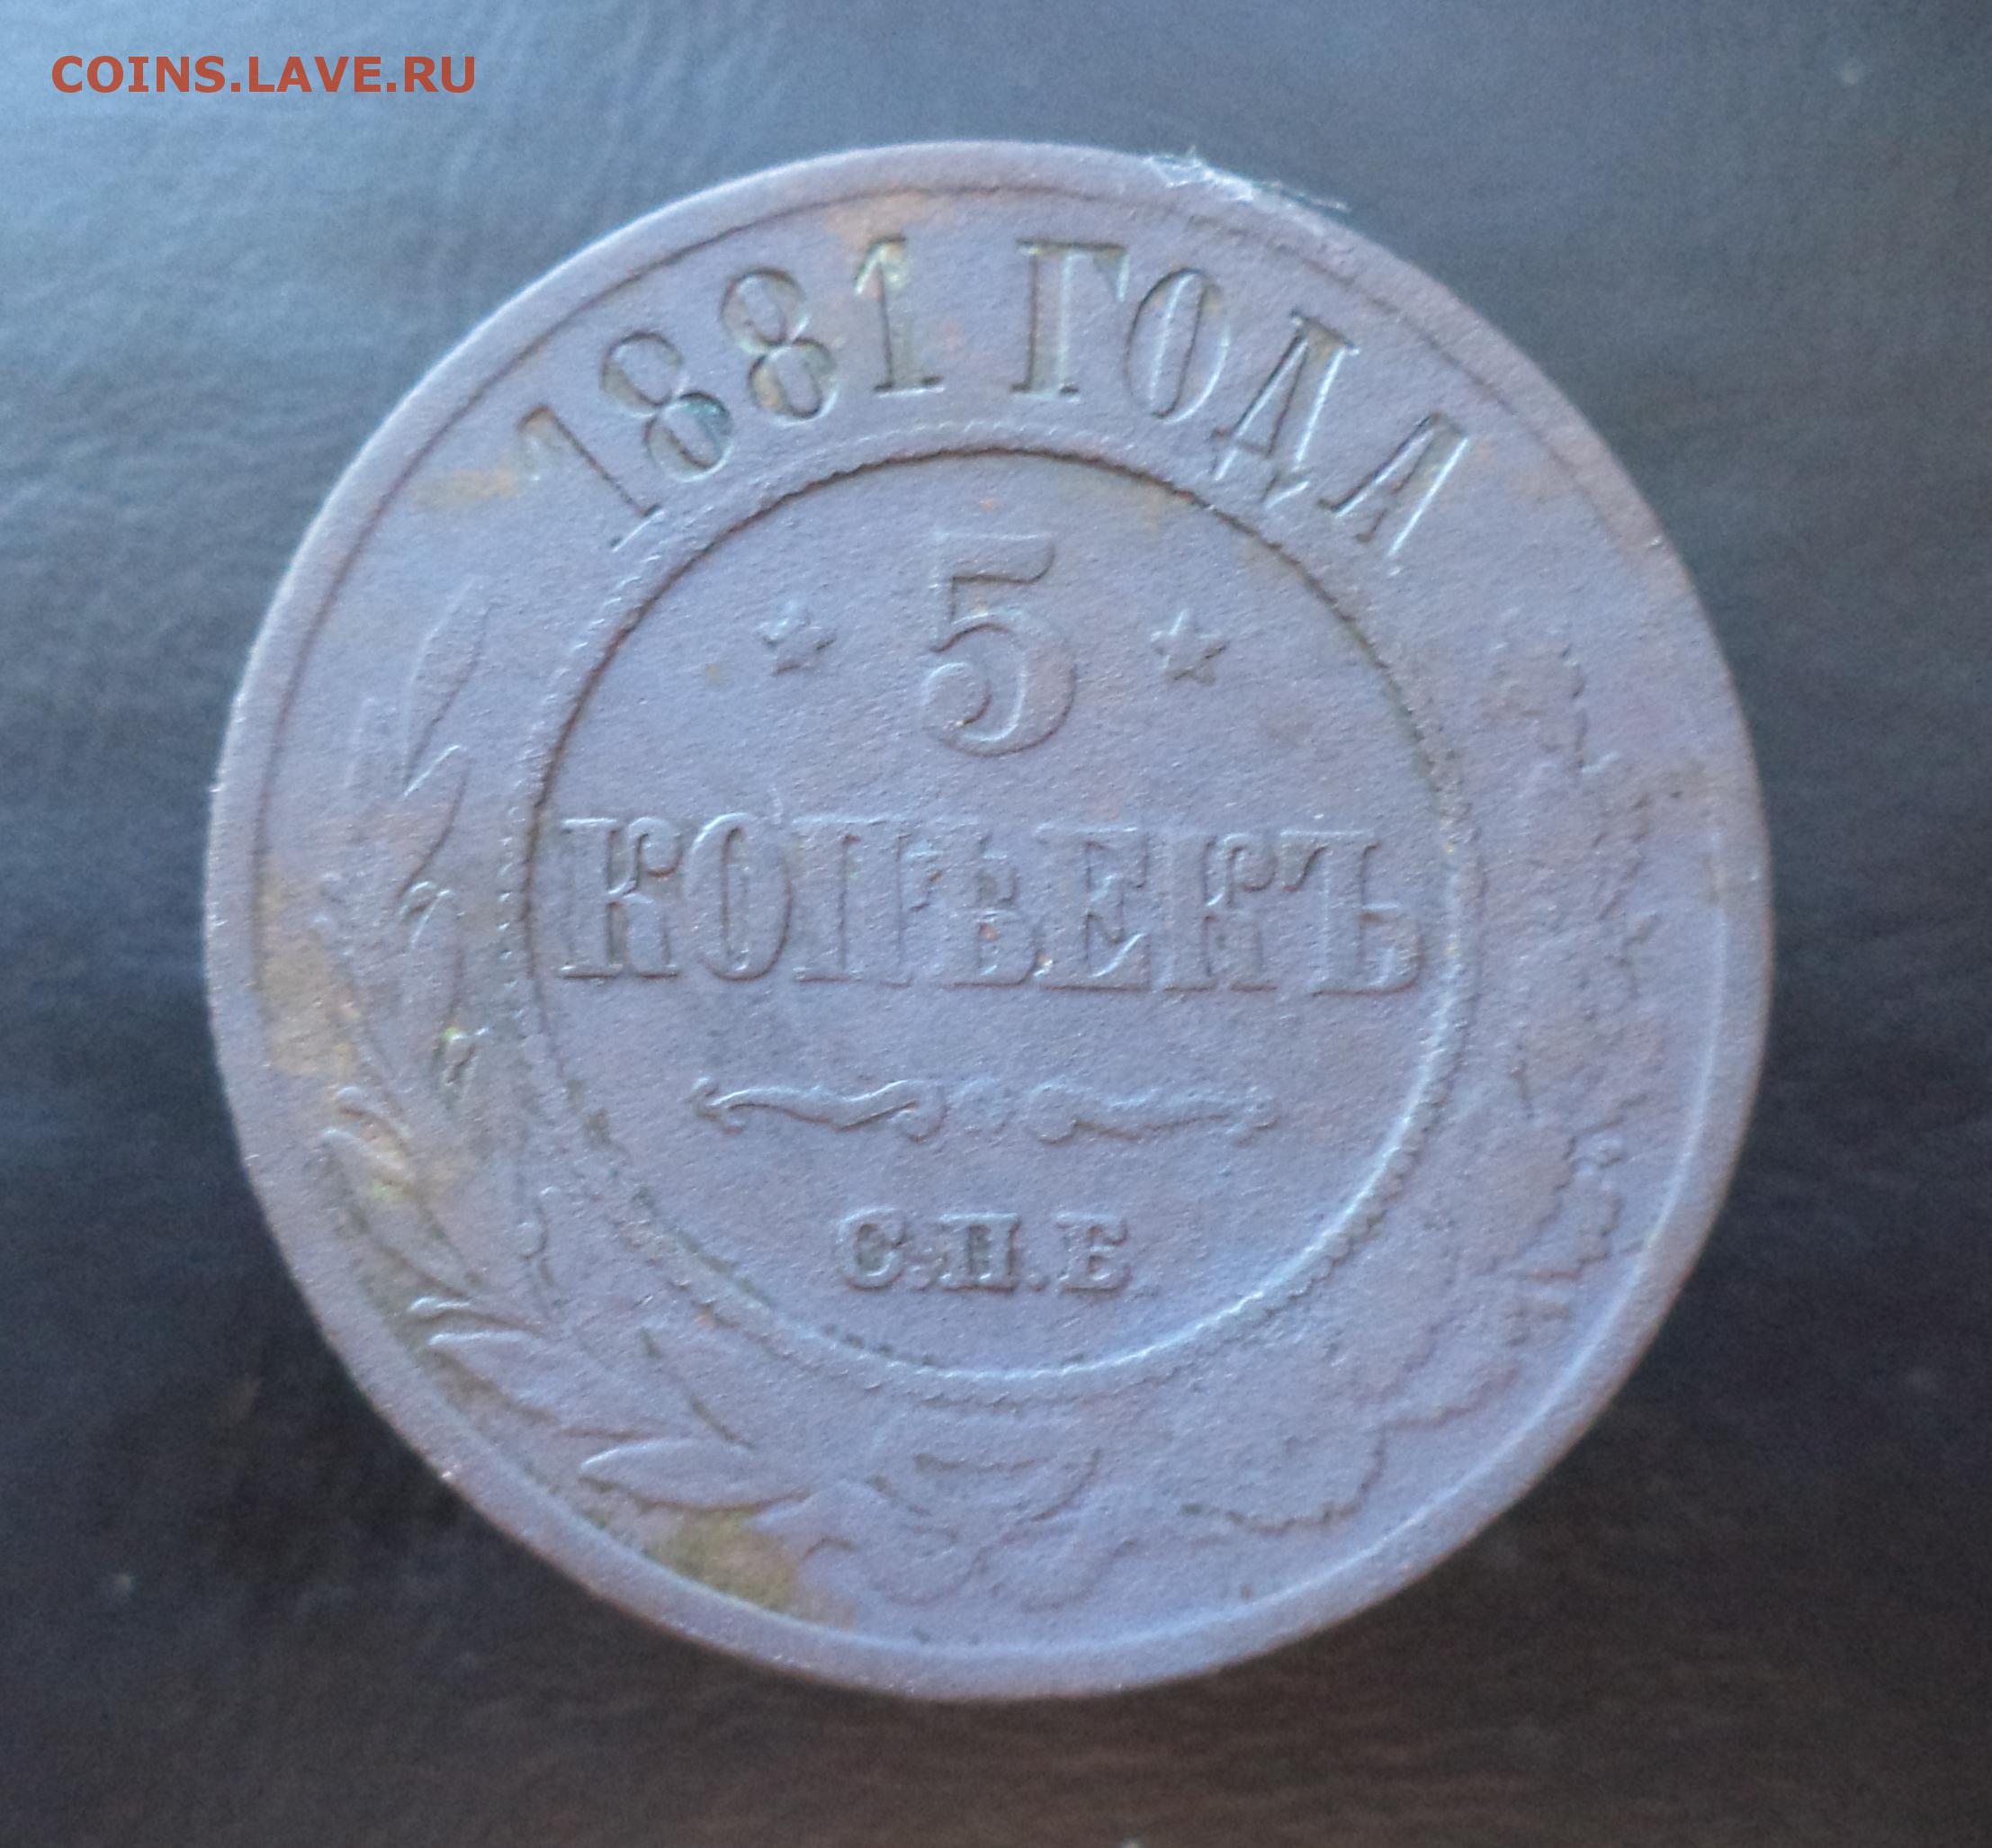 COINS.LAVE.RU
1881 ГОДА
5
КОПѢЕКЪ
С.П.Б.